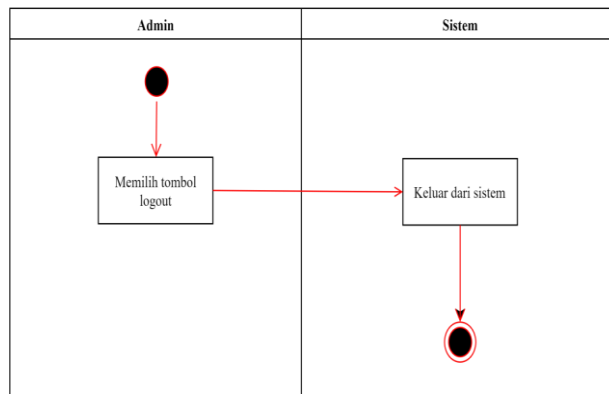 Admin
Sistem
Memilih tombol
logout
Keluar dari sistem